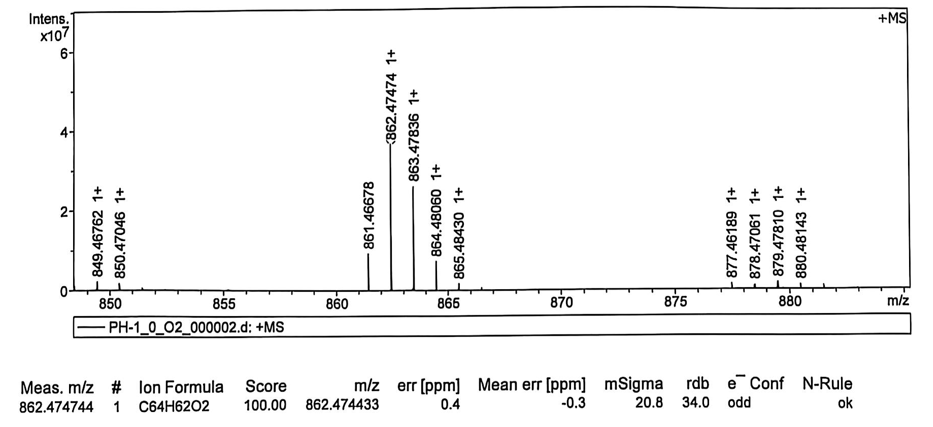 Intens.
x10⁷
+MS
6
4
2
0
849.46762 1+
850.47046 1+
861.46678
862.47474 1+
863.47836 1+
864.48060 1+
865.48430 1+
877.46189 1+
878.47061 1+
879.47810 1+
880.48143 1+
850 855 860 865 870 875 880 m/z
PH-1_0_O2_000002.d: +MS
Meas. m/z # Ion Formula Score m/z err [ppm] Mean err [ppm] mSigma rdb e⁻ Conf N-Rule
862.474744 1 C64H62O2 100.00 862.474433 0.4 -0.3 20.8 34.0 odd ok